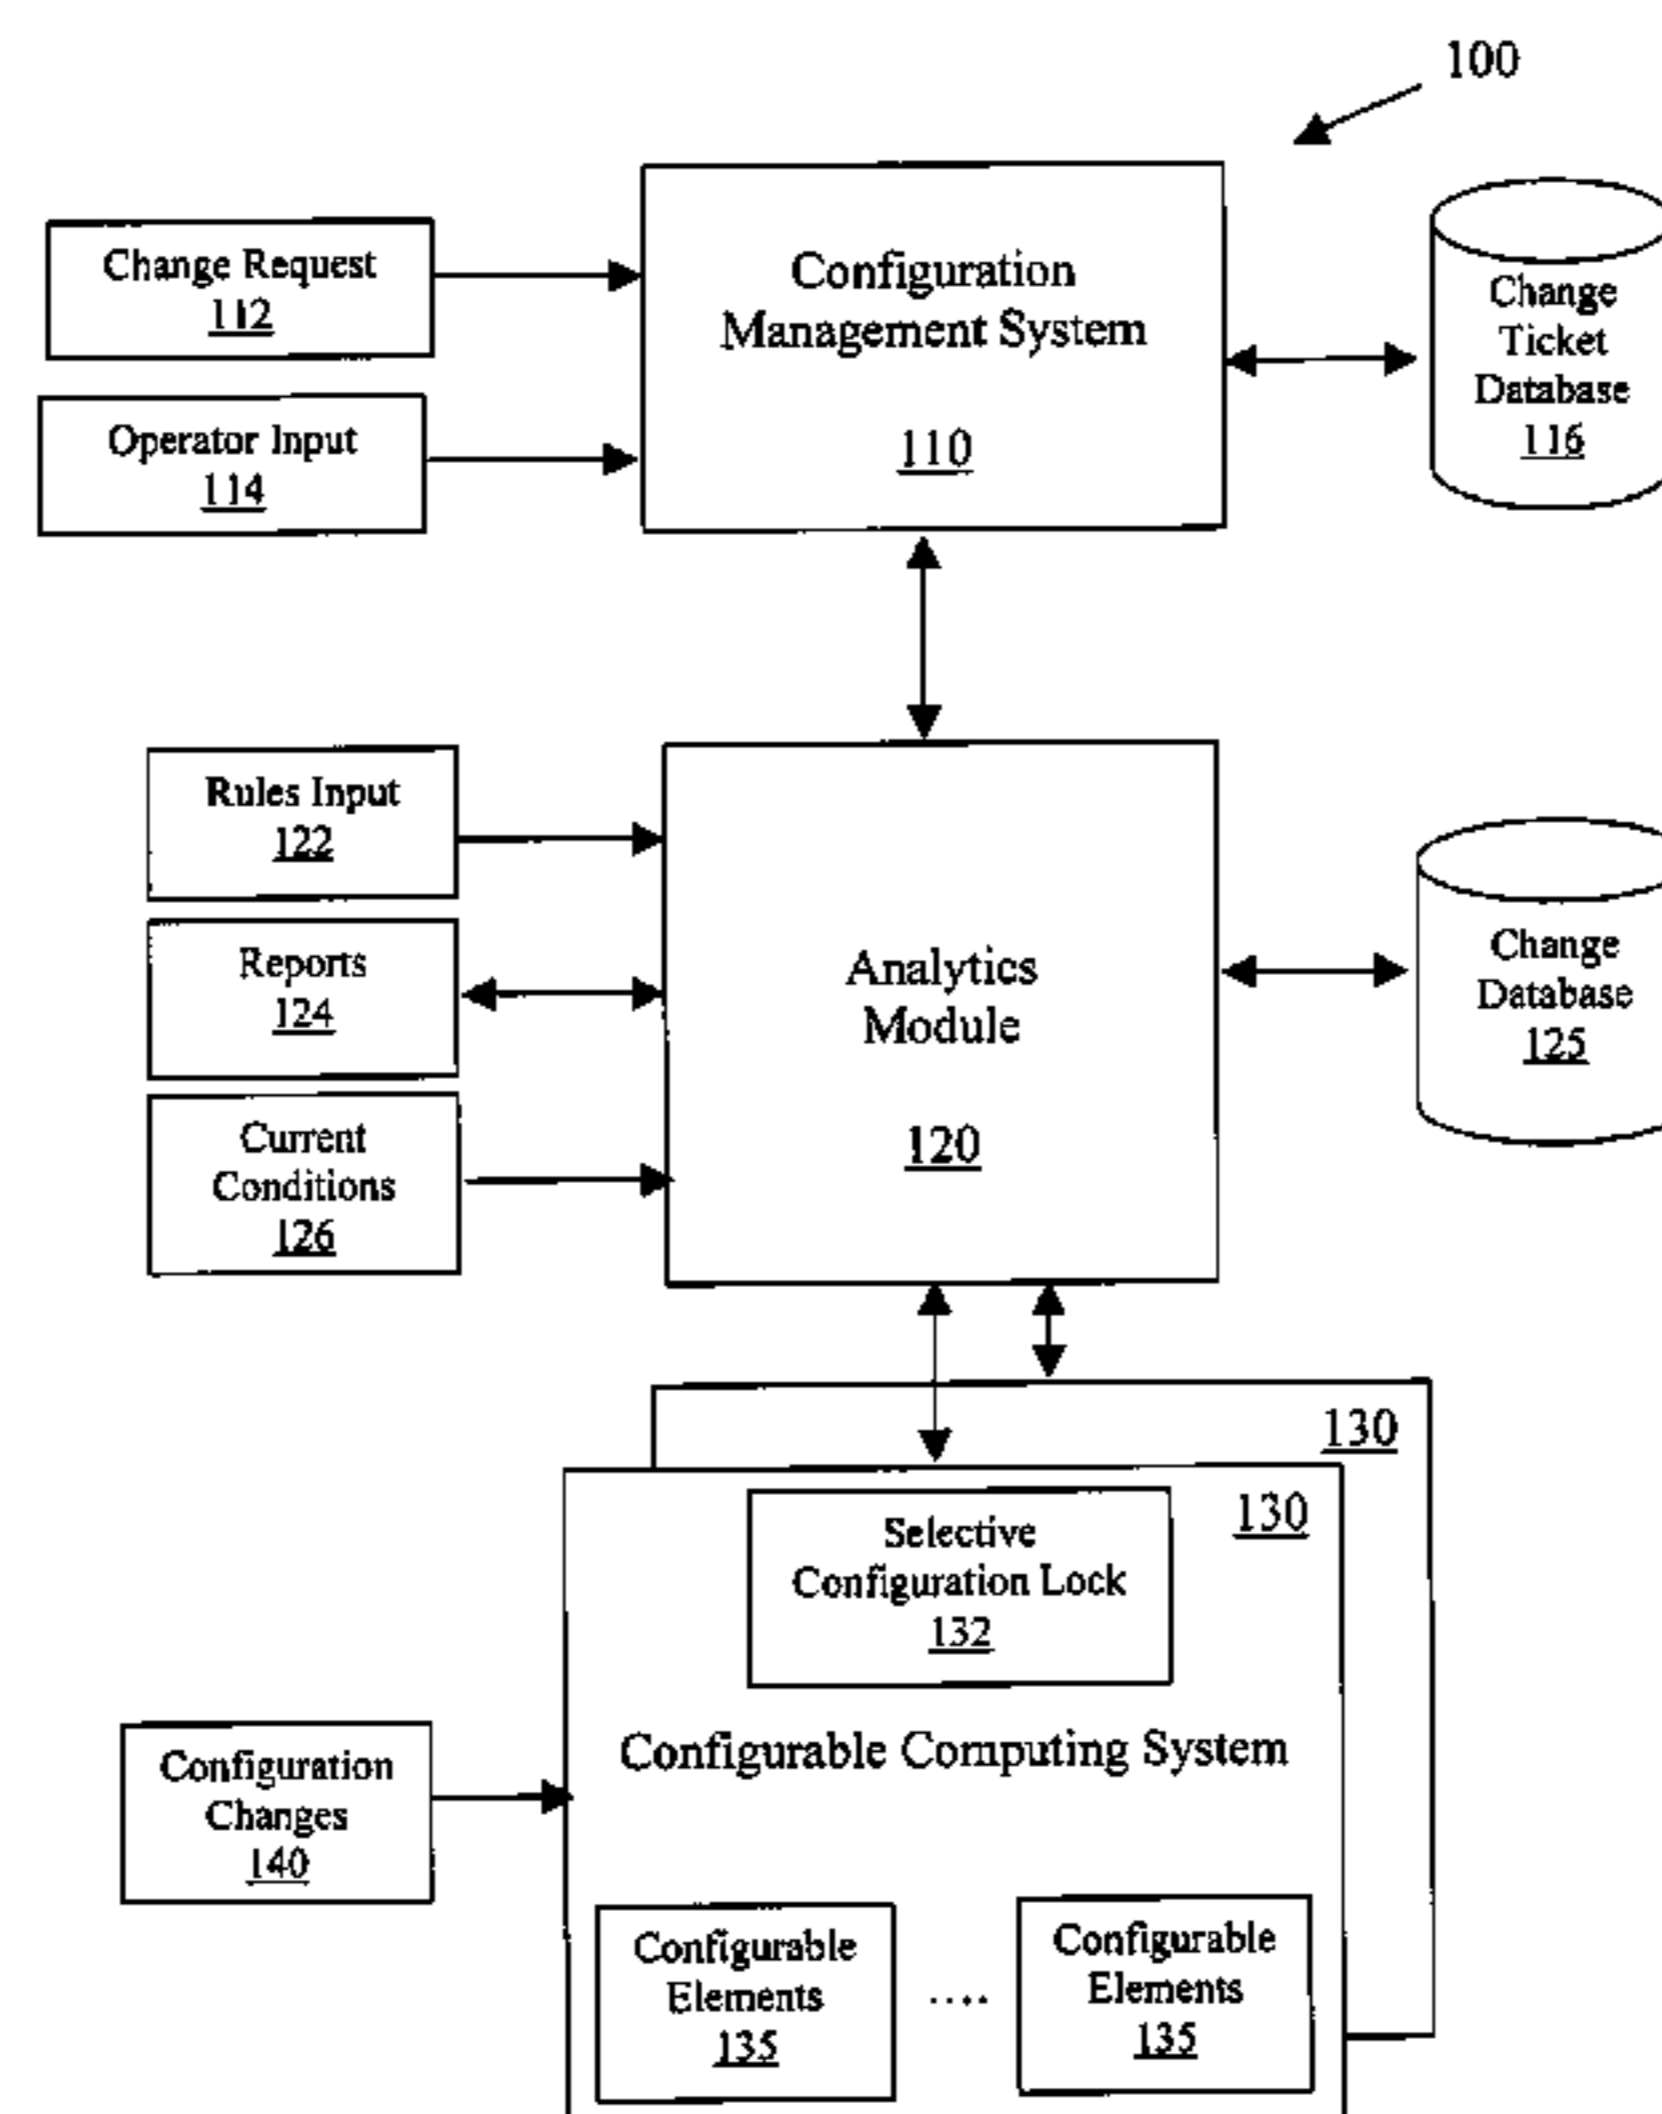 100
Change Request
112
Configuration
Management System
110
Change
Ticket
Database
116
Operator Input
114
Rules Input
122
Reports
124
Current
Conditions
126
Analytics
Module
120
Change
Database
125
130
130
Selective
Configuration Lock
132
Configurable Computing System
Configuration
Changes
140
Configurable
Elements
135
....
Configurable
Elements
135